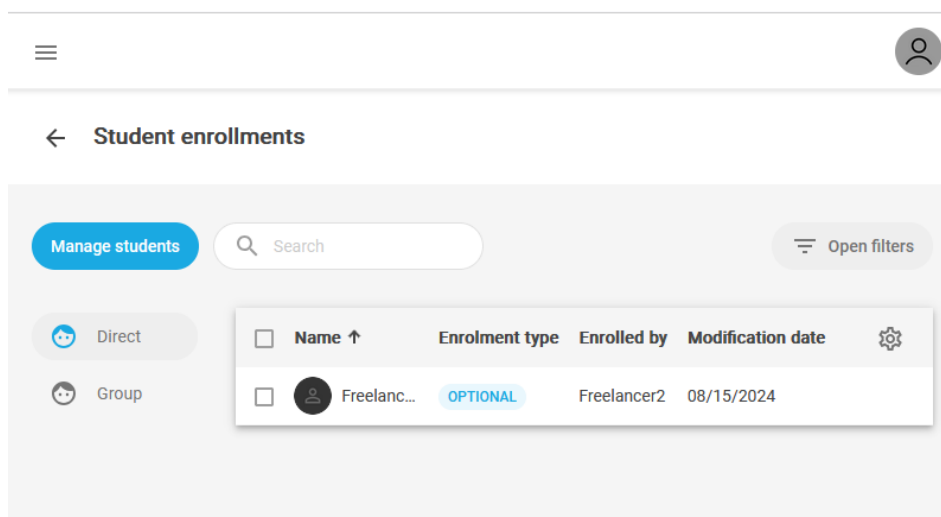 Student enrollments
Manage students
Search
Open filters
Direct
Group
Name Enrolment type Enrolled by Modification date
Freelanc... OPTIONAL Freelancer2 08/15/2024